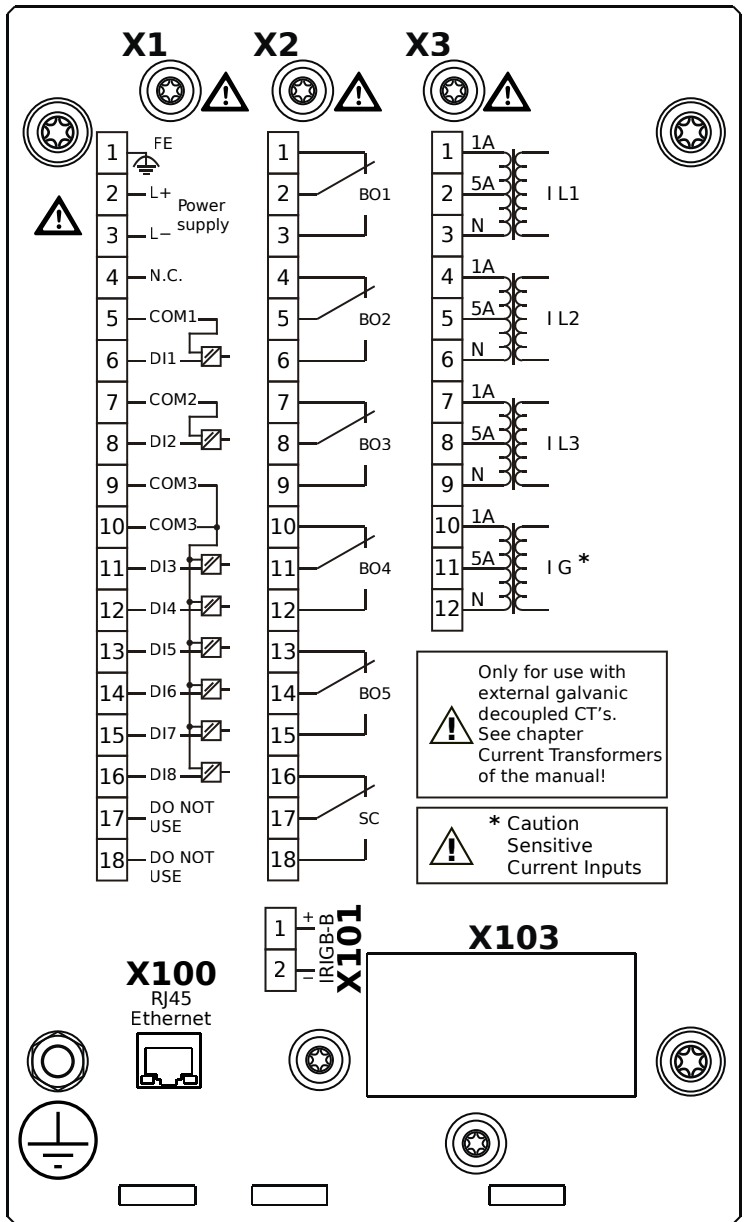 X1
X2
X3
1 FE
2 L+
Power
supply
3 L−
4 N.C.
5 COM1
6 DI1
7 COM2
8 DI2
9 COM3
10 COM3
11 DI3
12 DI4
13 DI5
14 DI6
15 DI7
16 DI8
17 DO NOT
USE
18 DO NOT
USE
1
2 BO1
3
4
5 BO2
6
7
8 BO3
9
10
11 BO4
12
13
14 BO5
15
16
17 SC
18
1 1A
2 5A I L1
3 N
4 1A
5 5A I L2
6 N
7 1A
8 5A I L3
9 N
10 1A
11 5A I G *
12 N
Only for use with
external galvanic
decoupled CT's.
See chapter
Current Transformers
of the manual!
* Caution
Sensitive
Current Inputs
1 +
2 −
IRIGB-B
X101
X103
X100
RJ45
Ethernet